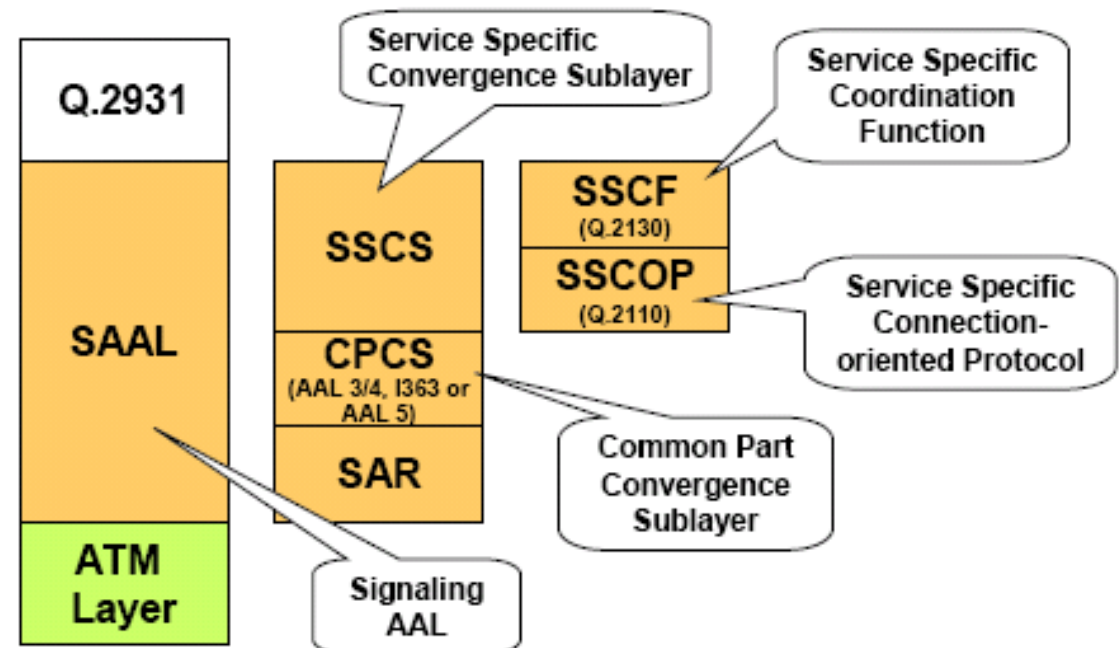 Q.2931
SAAL
ATM
Layer
Service Specific
Convergence Sublayer
SSCS
CPCS
(AAL 3/4, I363 or
AAL 5)
SAR
Signaling
AAL
SSCF
(Q.2130)
SSCOP
(Q.2110)
Service Specific
Coordination
Function
Service Specific
Connection-
oriented Protocol
Common Part
Convergence
Sublayer